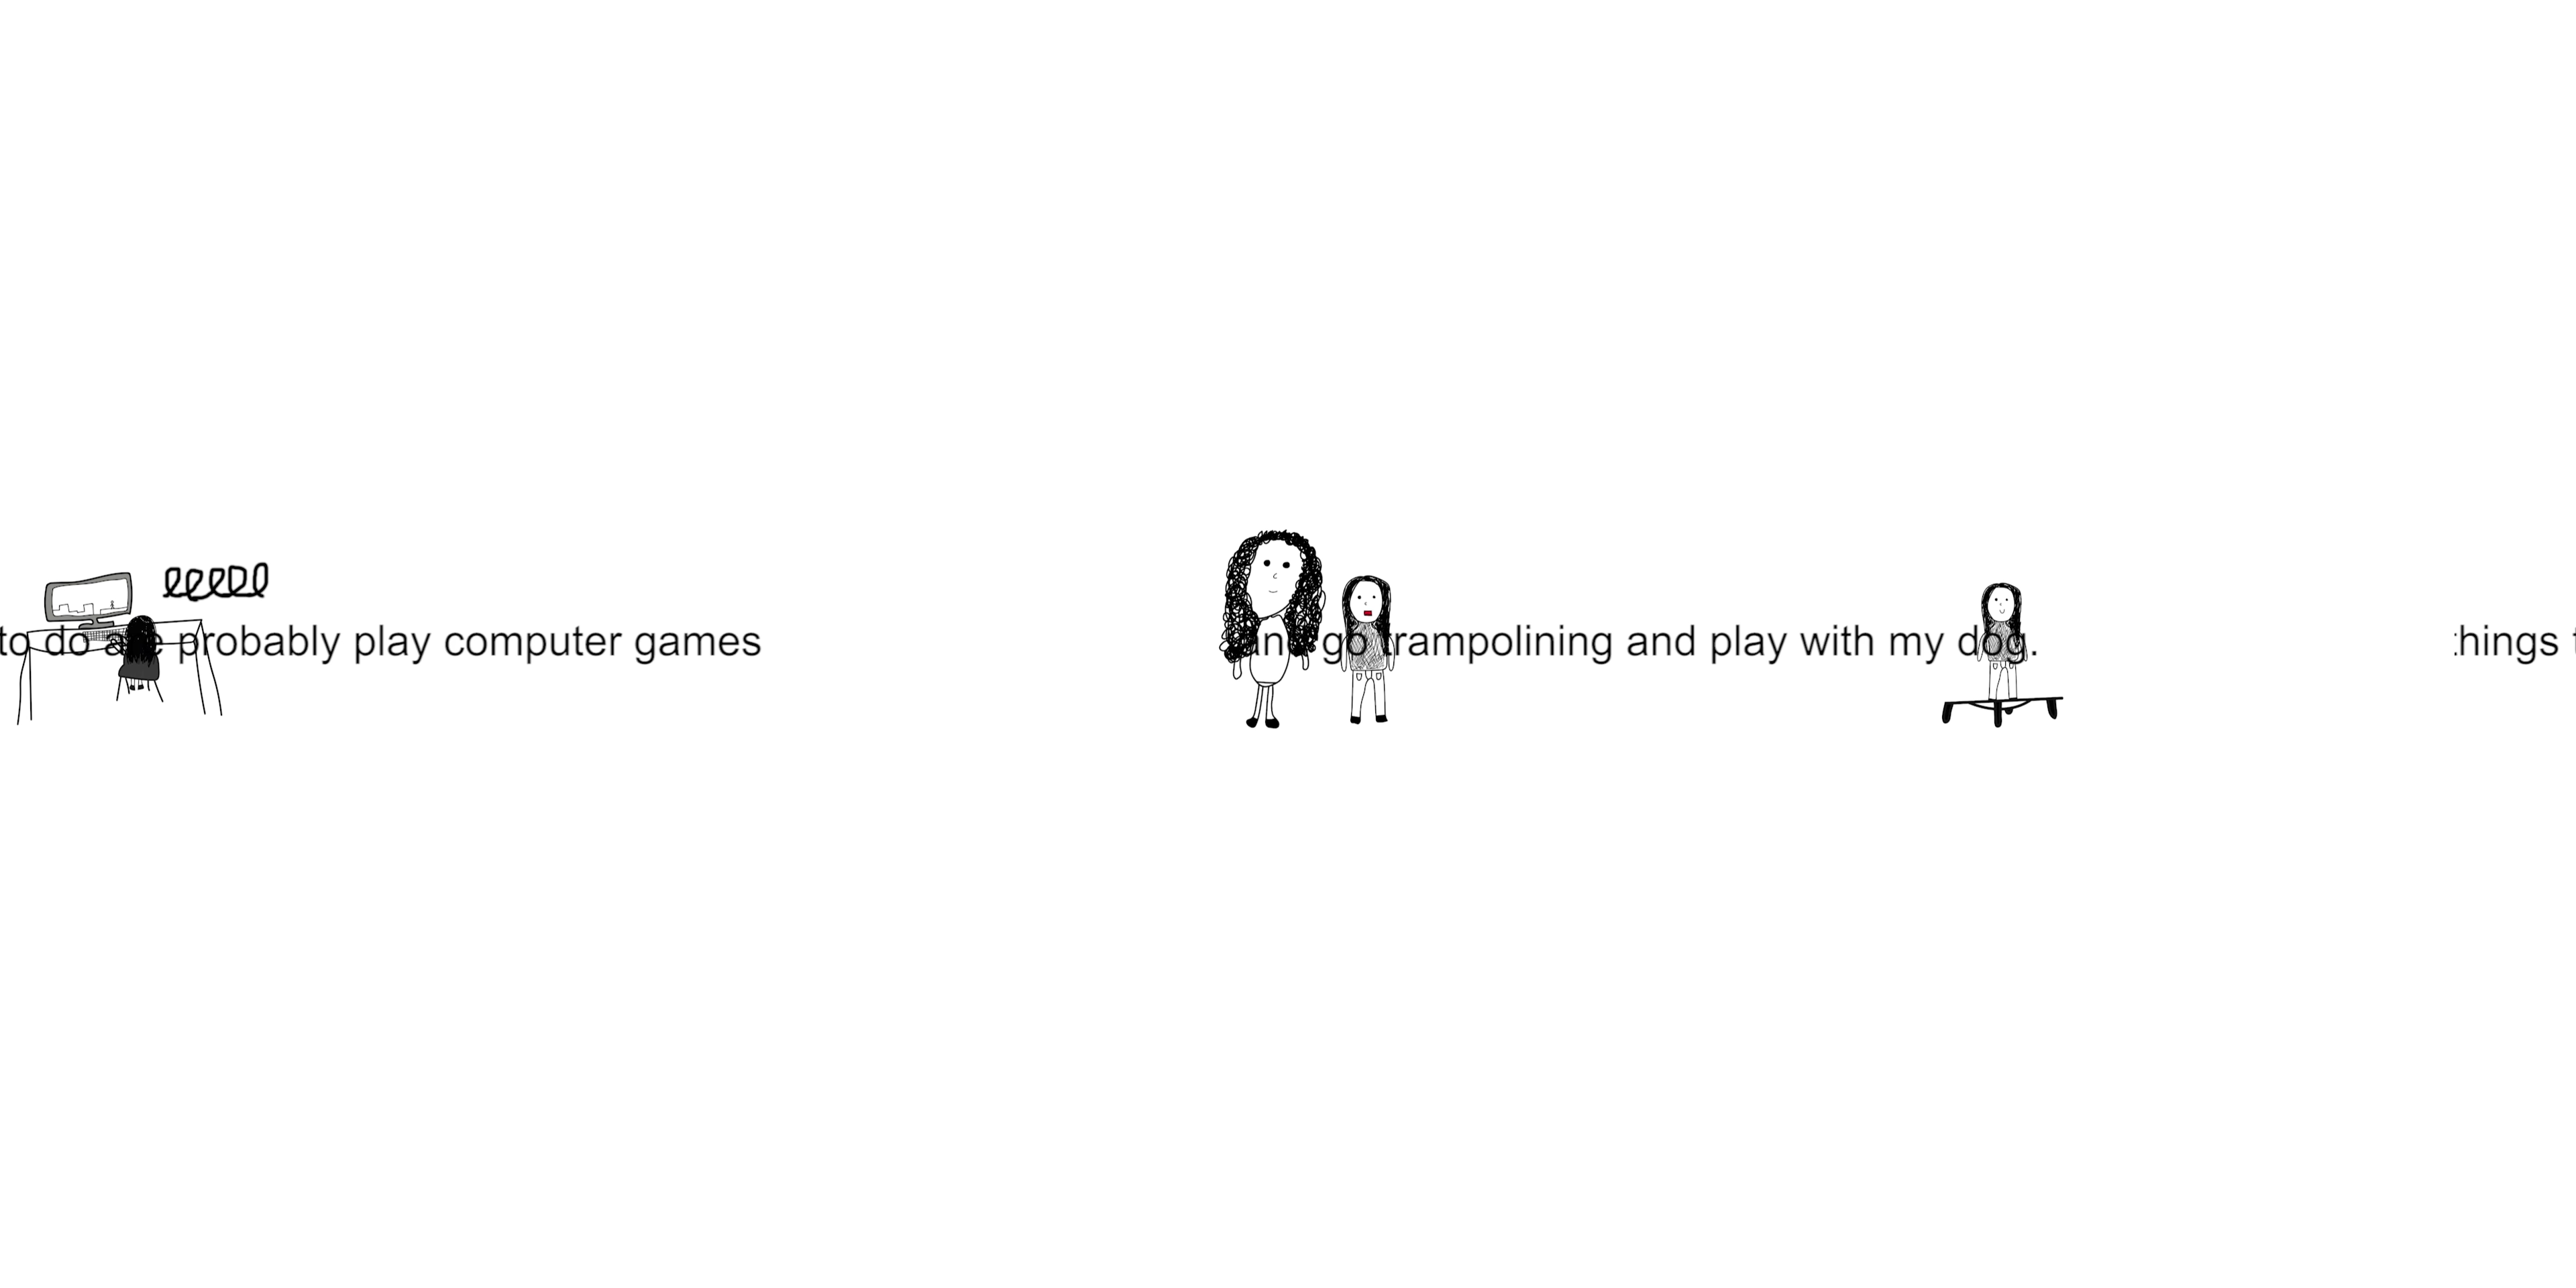 to do are probably play computer games
and go trampolining and play with my dog.
things